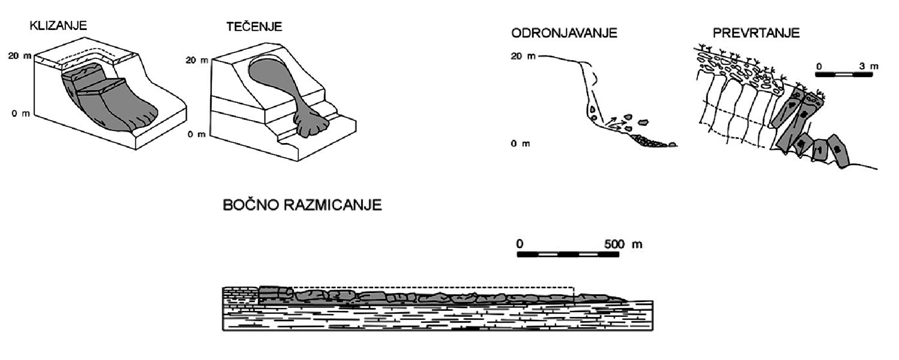 KLIZANJE
20 m
0 m
TEČENJE
20 m
0 m
ODRONJAVANJE
20 m
0 m
PREVRTANJE
0 3 m
BOČNO RAZMICANJE
0 500 m